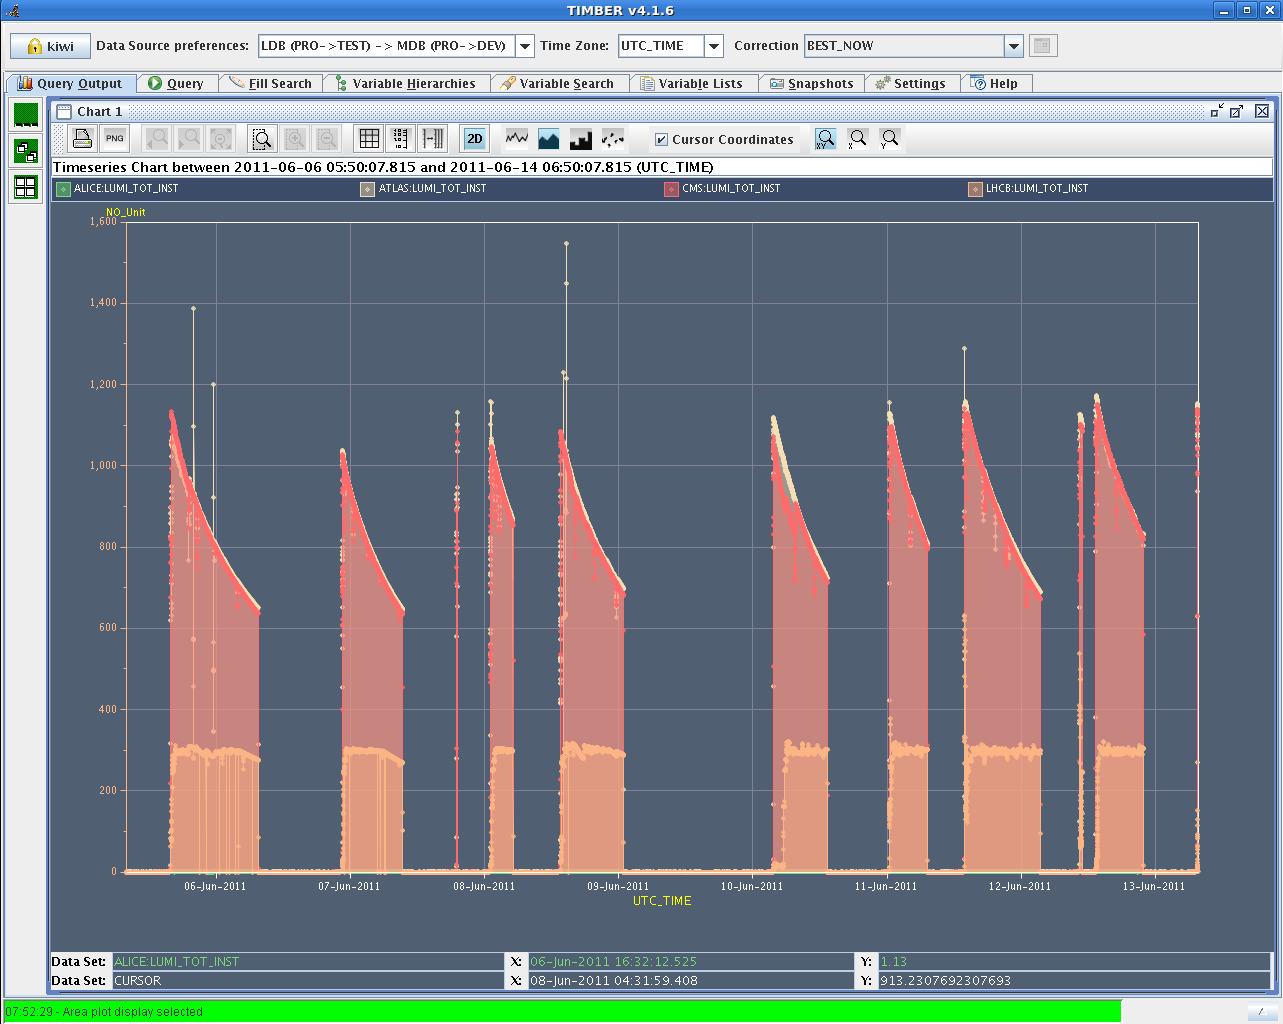 TIMBER v4.1.6
kiwi Data Source preferences: LDB (PRO->TEST) -> MDB (PRO->DEV) Time Zone: UTC_TIME Correction BEST_NOW
Query Output Query Fill Search Variable Hierarchies Variable Search Variable Lists Snapshots Settings Help
Chart 1
PNG 2D Cursor Coordinates XY X Y
Timeseries Chart between 2011-06-06 05:50:07.815 and 2011-06-14 06:50:07.815 (UTC_TIME)
ALICE:LUMI_TOT_INST ATLAS:LUMI_TOT_INST CMS:LUMI_TOT_INST LHCB:LUMI_TOT_INST
NO_Unit
1,600
1,400
1,200
1,000
800
600
400
200
0
06-Jun-2011 07-Jun-2011 08-Jun-2011 09-Jun-2011 10-Jun-2011 11-Jun-2011 12-Jun-2011 13-Jun-2011
UTC_TIME
Data Set: ALICE:LUMI_TOT_INST X: 06-Jun-2011 16:32:12.525 Y: 1.13
Data Set: CURSOR X: 08-Jun-2011 04:31:59.408 Y: 913.2307692307693
07:52:29 - Area plot display selected